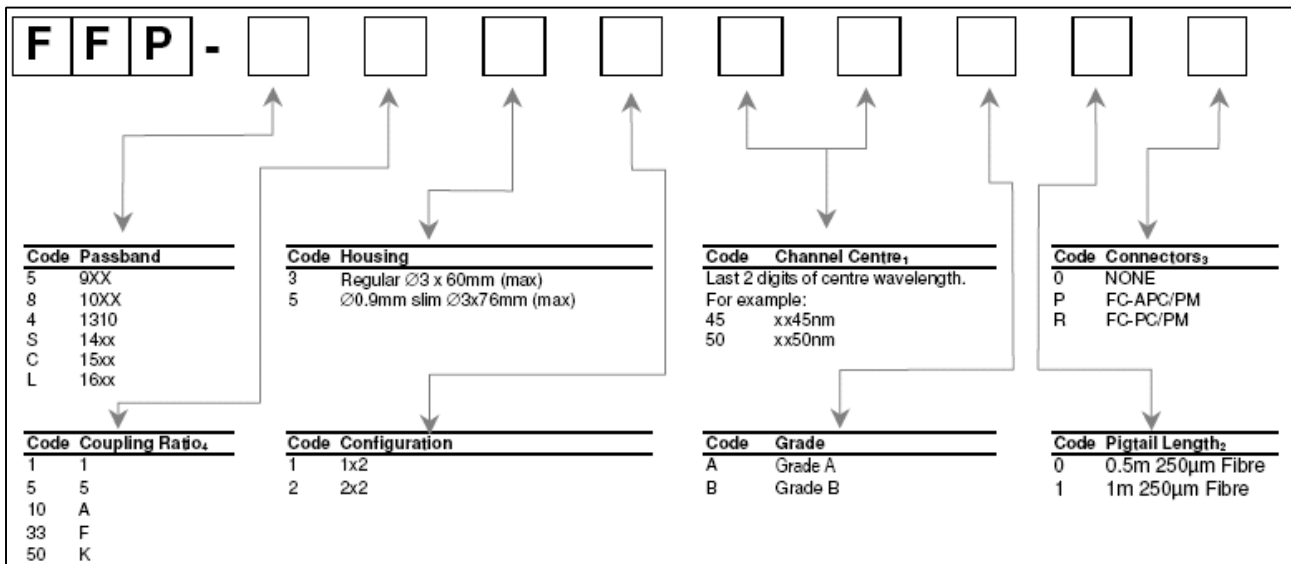 F F P -
Code Passband
5 9XX
8 10XX
4 1310
S 14xx
C 15xx
L 16xx
Code Housing
3 Regular ∅3 x 60mm (max)
5 ∅0.9mm slim ∅3x76mm (max)
Code Channel Centre₁
Last 2 digits of centre wavelength.
For example:
45 xx45nm
50 xx50nm
Code Connectors₃
0 NONE
P FC-APC/PM
R FC-PC/PM
Code Coupling Ratio₄
1 1
5 5
10 A
33 F
50 K
Code Configuration
1 1x2
2 2x2
Code Grade
A Grade A
B Grade B
Code Pigtail Length₂
0 0.5m 250µm Fibre
1 1m 250µm Fibre